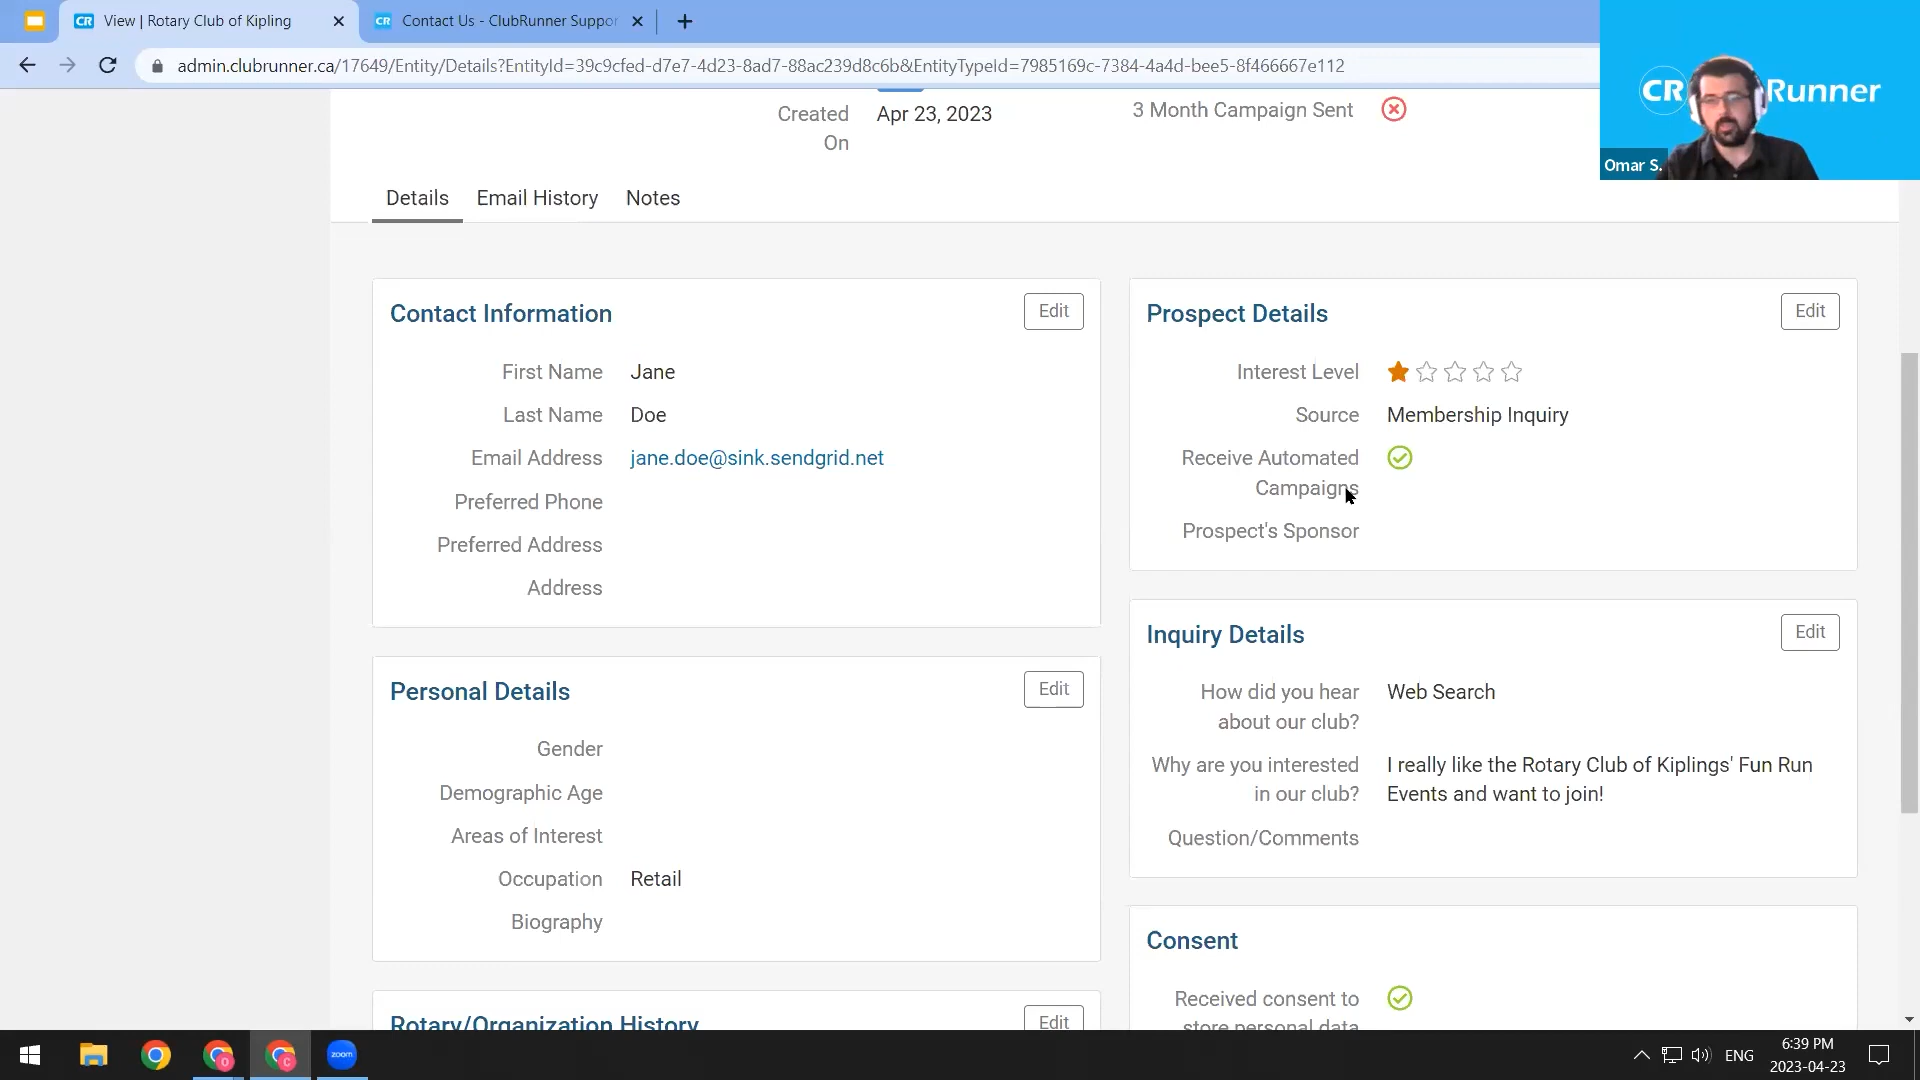 View | Rotary Club of Kipling
Contact Us - ClubRunner Suppor
admin.clubrunner.ca/17649/Entity/Details?EntityId=39c9cfed-d7e7-4d23-8ad7-88ac239d8c6b&EntityTypeId=7985169c-7384-4a4d-bee5-8f466667e112
CR Runner
Omar S.
Created On
Apr 23, 2023
3 Month Campaign Sent
Details
Email History
Notes
Contact Information
Edit
First Name
Jane
Last Name
Doe
Email Address
jane.doe@sink.sendgrid.net
Preferred Phone
Preferred Address
Address
Personal Details
Edit
Gender
Demographic Age
Areas of Interest
Occupation
Retail
Biography
Rotary/Organization History
Edit
Prospect Details
Edit
Interest Level
Source
Membership Inquiry
Receive Automated
Campaigns
Prospect's Sponsor
Inquiry Details
Edit
How did you hear
about our club?
Web Search
Why are you interested
in our club?
I really like the Rotary Club of Kiplings' Fun Run
Events and want to join!
Question/Comments
Consent
Received consent to
store personal data
zoom
ENG
6:39 PM
2023-04-23